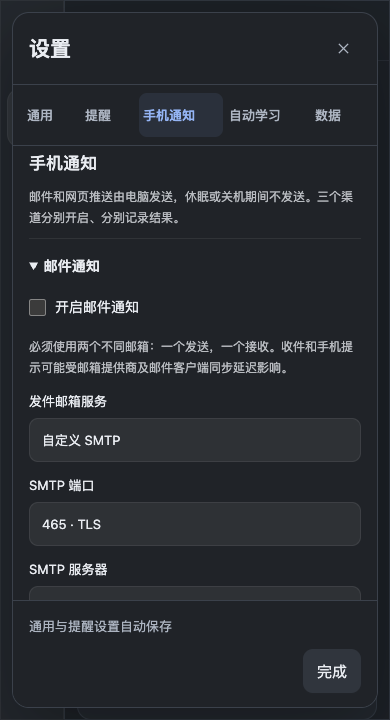 设置
通用 提醒 手机通知 自动学习 数据
手机通知
邮件和网页推送由电脑发送，休眠或关机期间不发送。三个渠
道分别开启、分别记录结果。
▼ 邮件通知
开启邮件通知
必须使用两个不同邮箱：一个发送，一个接收。收件和手机提
示可能受邮箱提供商及邮件客户端同步延迟影响。
发件邮箱服务
自定义 SMTP
SMTP 端口
465 · TLS
SMTP 服务器
通用与提醒设置自动保存
完成